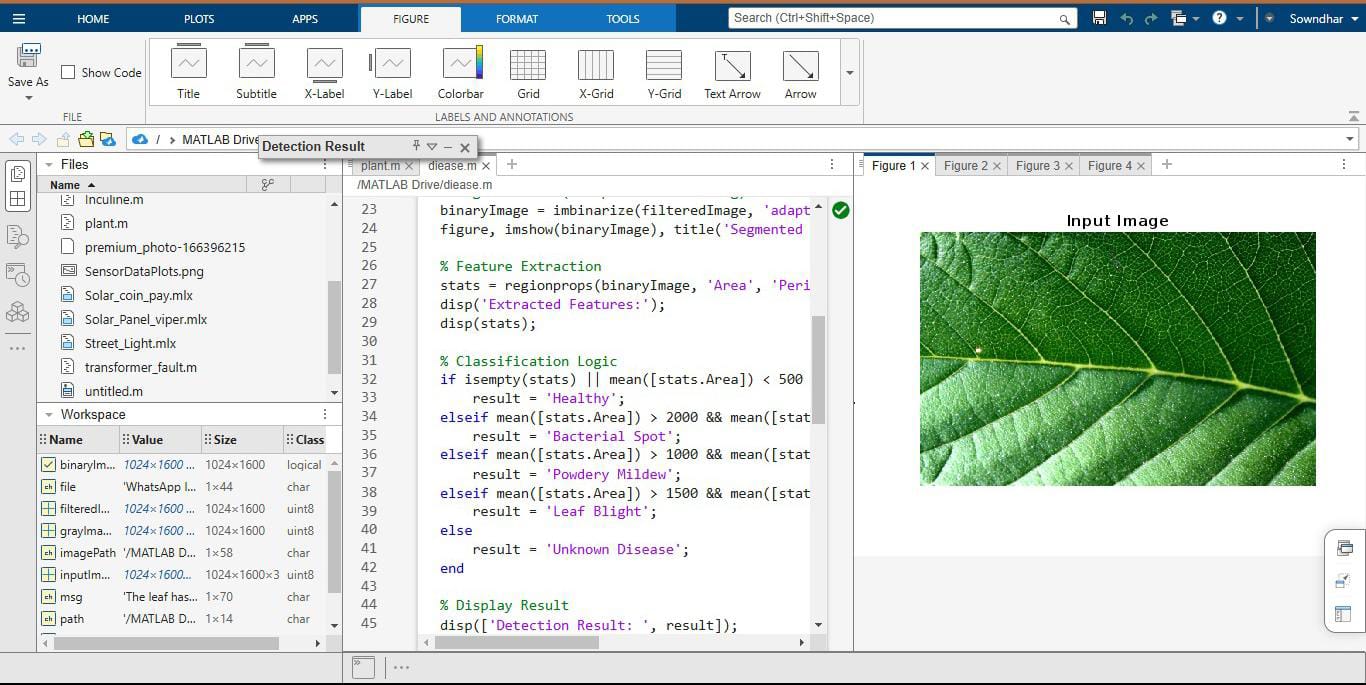 HOME PLOTS APPS FIGURE FORMAT TOOLS Search (Ctrl+Shift+Space) ? Sowndhar
Save As
Show Code
Title Subtitle X-Label Y-Label Colorbar Grid X-Grid Y-Grid Text Arrow Arrow
FILE LABELS AND ANNOTATIONS
/ › MATLAB Drive
Detection Result
Files
Name
Inculine.m
plant.m
premium_photo-166396215
SensorDataPlots.png
Solar_coin_pay.mlx
Solar_Panel_viper.mlx
Street_Light.mlx
transformer_fault.m
untitled.m
Workspace
Name Value Size Class
binaryIm... 1024×1600 ... 1024×1600 logical
file 'WhatsApp I... 1×44 char
filteredI... 1024×1600 ... 1024×1600 uint8
grayIma... 1024×1600 ... 1024×1600 uint8
imagePath '/MATLAB D... 1×58 char
inputIm... 1024×1600... 1024×1600×3 uint8
msg 'The leaf has... 1×70 char
path '/MATLAB D... 1×14 char
plant.m diease.m
/MATLAB Drive/diease.m
23 binaryImage = imbinarize(filteredImage, 'adapt
24 figure, imshow(binaryImage), title('Segmented
25
26 % Feature Extraction
27 stats = regionprops(binaryImage, 'Area', 'Peri
28 disp('Extracted Features:');
29 disp(stats);
30
31 % Classification Logic
32 if isempty(stats) || mean([stats.Area]) < 500
33 result = 'Healthy';
34 elseif mean([stats.Area]) > 2000 && mean([stat
35 result = 'Bacterial Spot';
36 elseif mean([stats.Area]) > 1000 && mean([stat
37 result = 'Powdery Mildew';
38 elseif mean([stats.Area]) > 1500 && mean([stat
39 result = 'Leaf Blight';
40 else
41 result = 'Unknown Disease';
42 end
43
44 % Display Result
45 disp(['Detection Result: ', result]);
Figure 1 Figure 2 Figure 3 Figure 4
Input Image